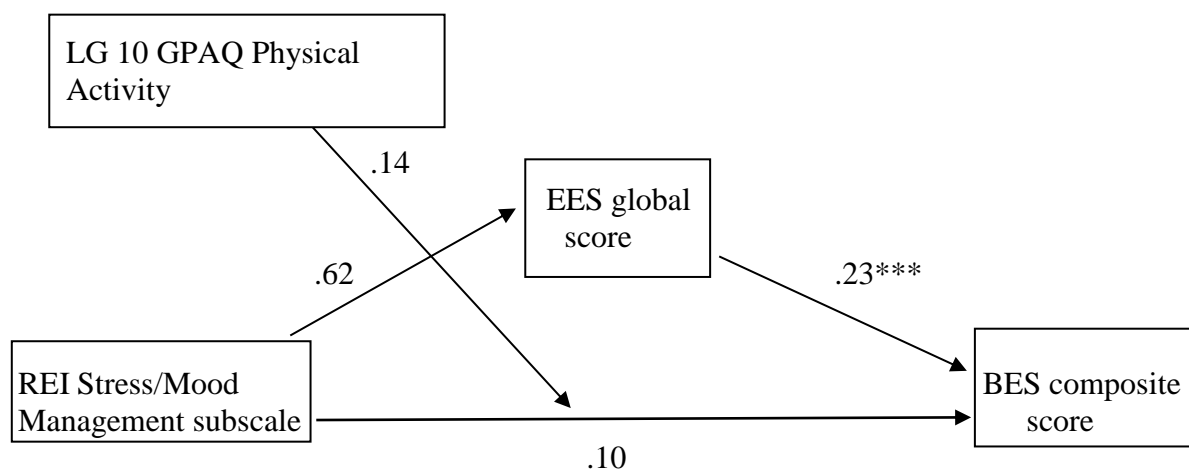 LG 10 GPAQ Physical
Activity
.14
EES global
score
.62
.23***
REI Stress/Mood
Management subscale
BES composite
score
.10